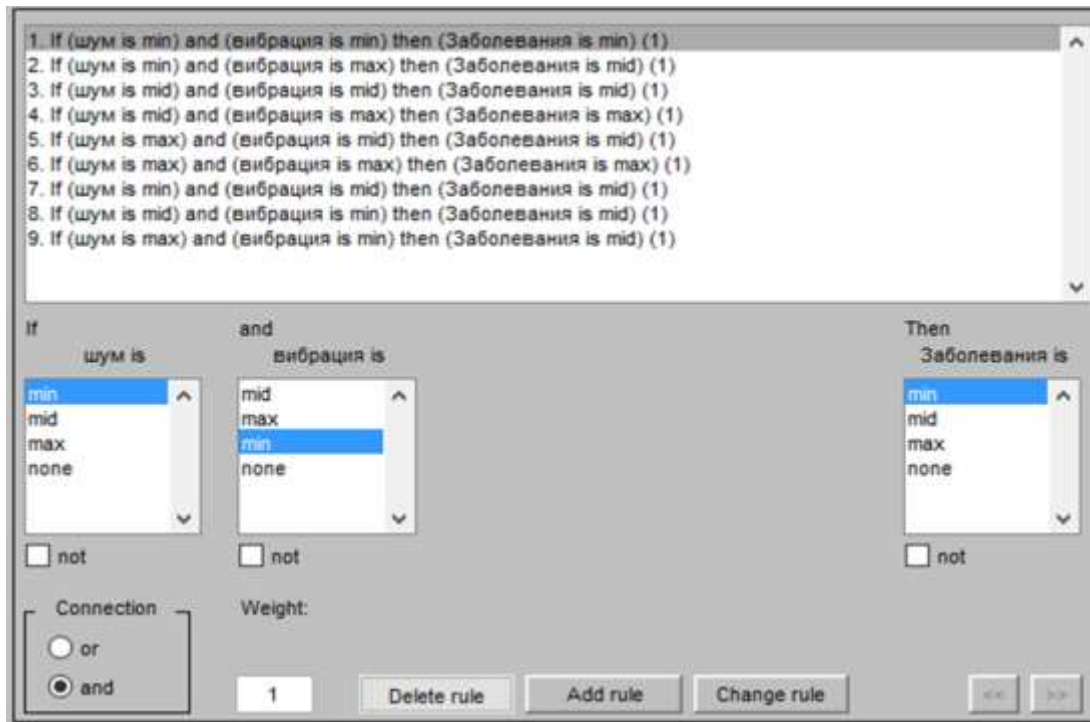 1. If (шум is min) and (вибрация is min) then (Заболевания is min) (1)
2. If (шум is min) and (вибрация is max) then (Заболевания is mid) (1)
3. If (шум is mid) and (вибрация is mid) then (Заболевания is mid) (1)
4. If (шум is mid) and (вибрация is max) then (Заболевания is max) (1)
5. If (шум is max) and (вибрация is mid) then (Заболевания is mid) (1)
6. If (шум is max) and (вибрация is max) then (Заболевания is max) (1)
7. If (шум is min) and (вибрация is mid) then (Заболевания is mid) (1)
8. If (шум is mid) and (вибрация is min) then (Заболевания is mid) (1)
9. If (шум is max) and (вибрация is min) then (Заболевания is mid) (1)
If
шум is
min
mid
max
none
not
and
вибрация is
mid
max
min
none
not
Then
Заболевания is
min
mid
max
none
not
Connection
or
and
Weight:
1
Delete rule
Add rule
Change rule
<<
>>